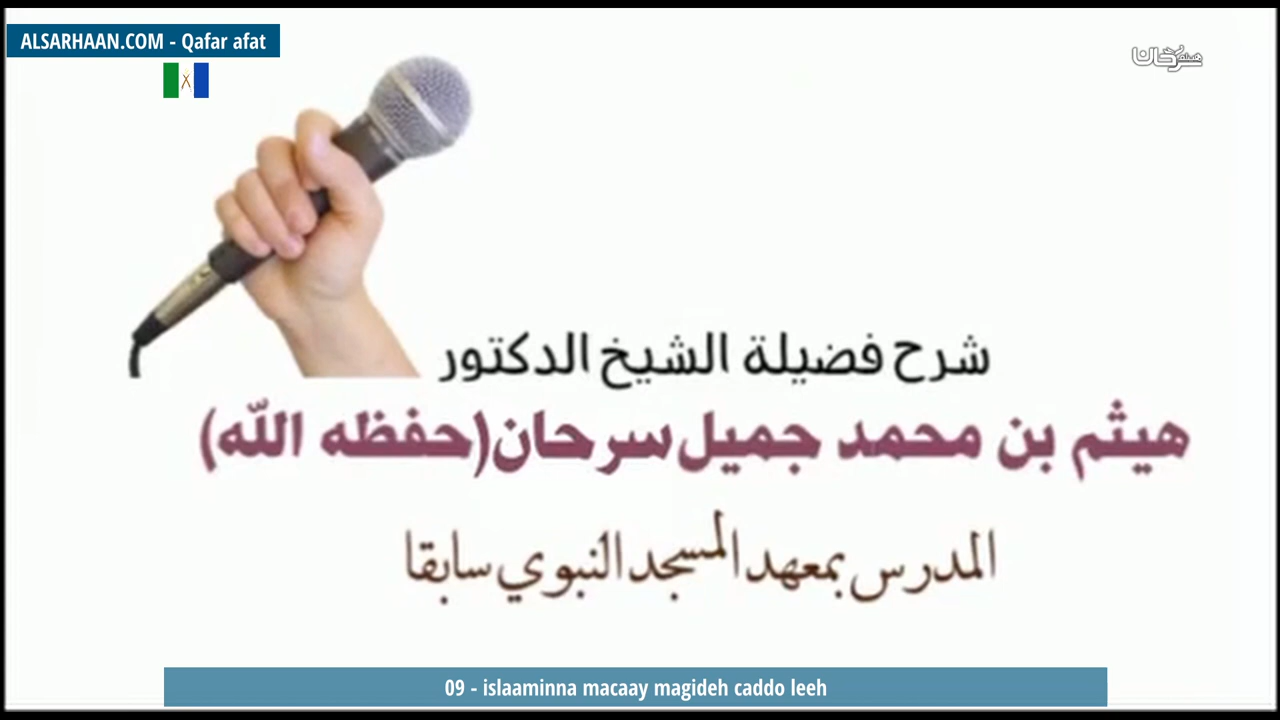 ALSARHAAN.COM - Qafar afat
سرحان
شرح فضيلة الشيخ الدكتور
هيثم بن محمد جميل سرحان (حفظه الله)
المدرس بمعهد المسجد النبوي سابقا
09 - islaaminna macaay magideh caddo leeh